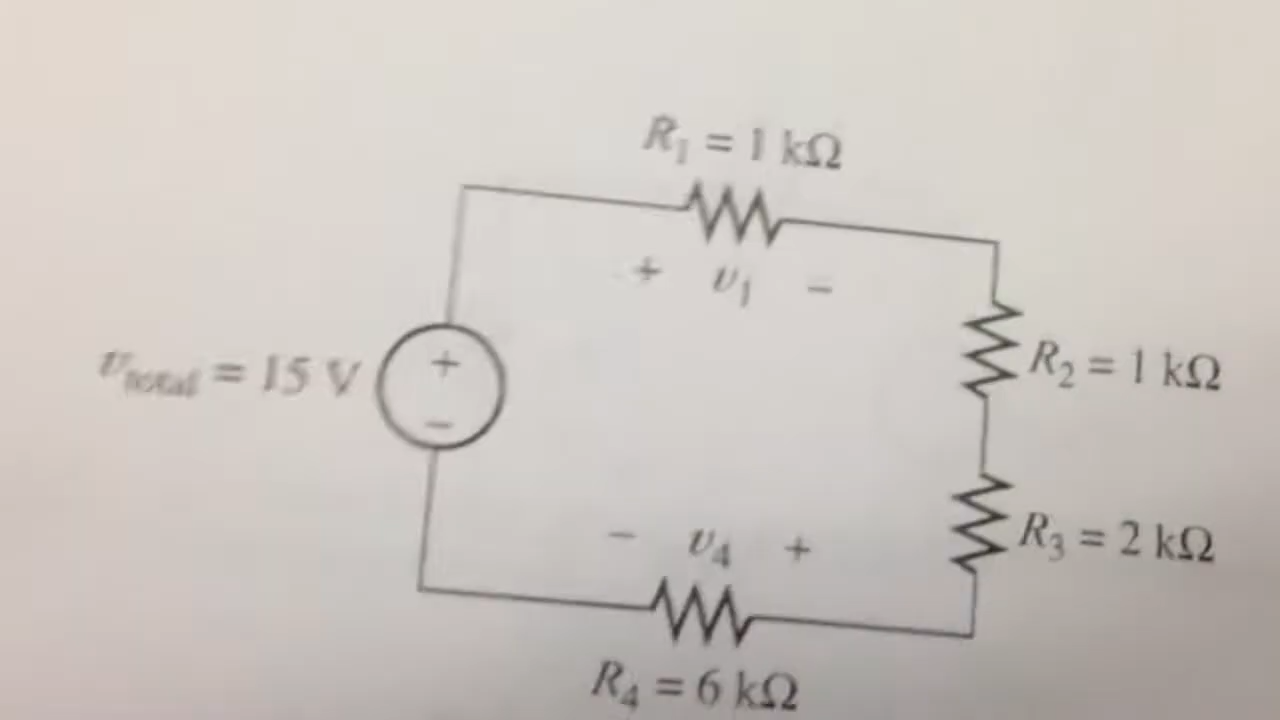 R₁ = 1 kΩ
+ v₁ −
v_total = 15 V
+
−
R₂ = 1 kΩ
R₃ = 2 kΩ
− v₄ +
R₄ = 6 kΩ